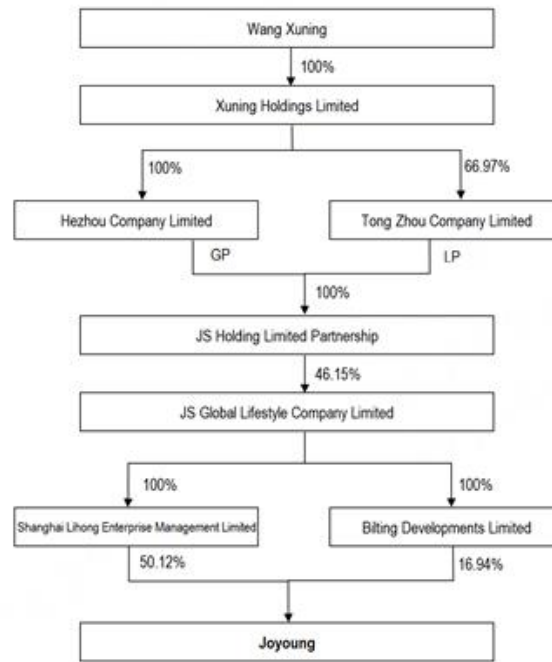 Wang Xuning
100%
Xuning Holdings Limited
100%
66.97%
Hezhou Company Limited
Tong Zhou Company Limited
GP
LP
100%
JS Holding Limited Partnership
46.15%
JS Global Lifestyle Company Limited
100%
100%
Shanghai Lihong Enterprise Management Limited
Bilting Developments Limited
50.12%
16.94%
Joyoung